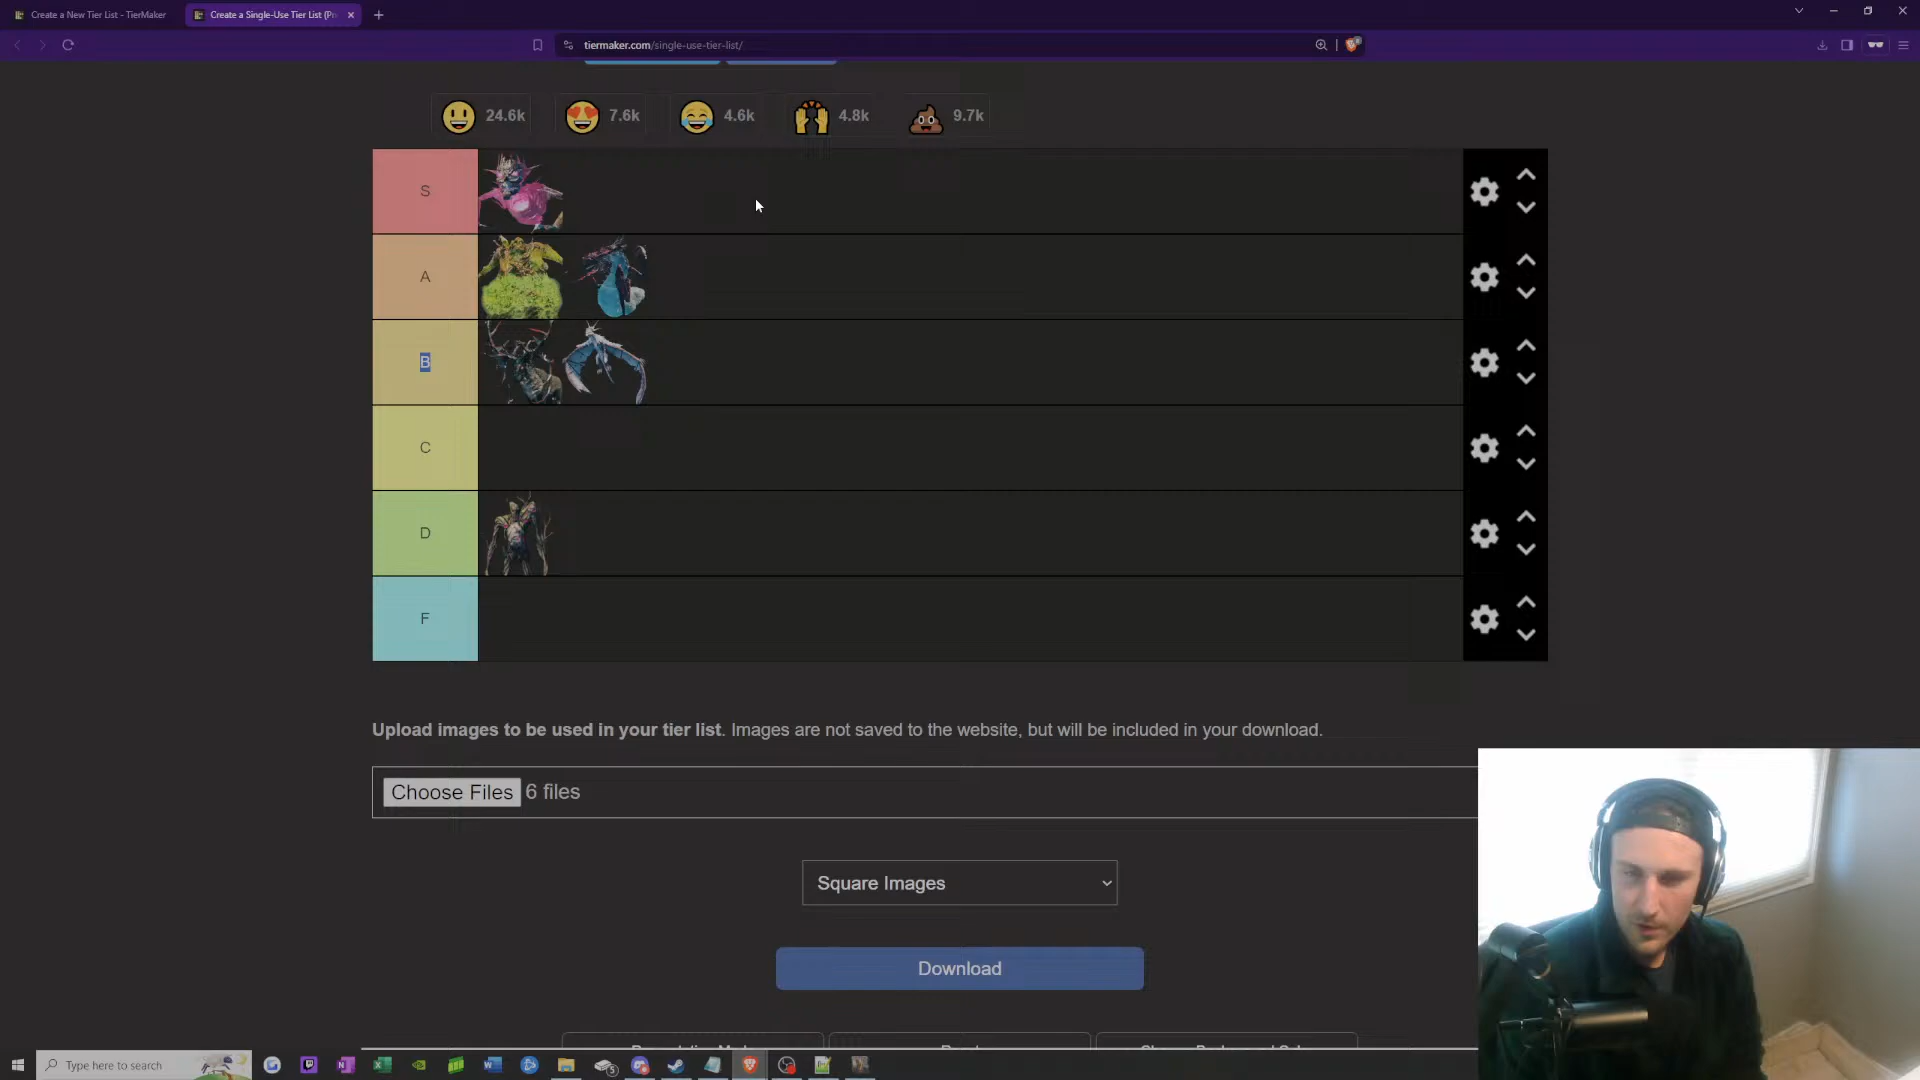 Create a New Tier List - TierMaker
Create a Single-Use Tier List (Pri
tiermaker.com/single-use-tier-list/
24.6k
7.6k
4.6k
4.8k
9.7k
S
A
B
C
D
F
Upload images to be used in your tier list. Images are not saved to the website, but will be included in your download.
Choose Files 6 files
Square Images
Download
Type here to search
5